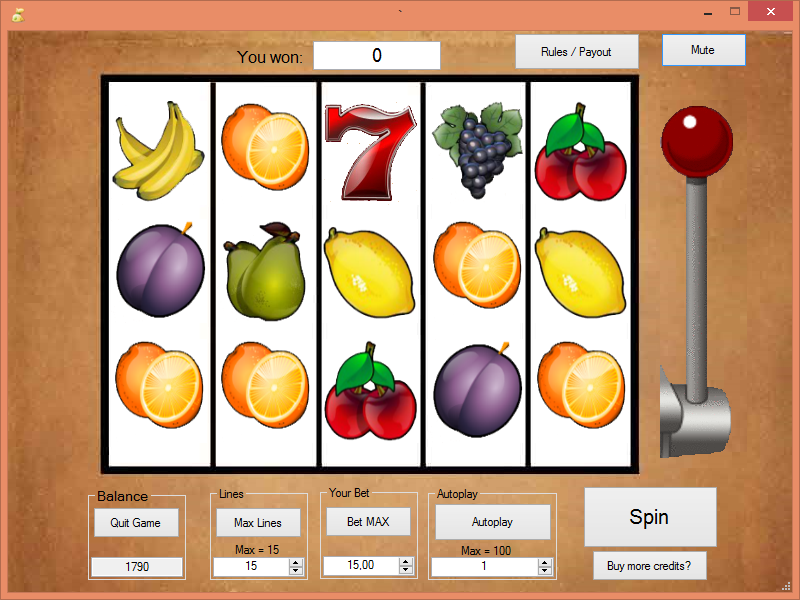 `
You won:
0
Rules / Payout
Mute
7
Balance
Lines
Your Bet
Autoplay
Quit Game
Max Lines
Bet MAX
Autoplay
Spin
Max = 15
Max = 100
1790
15
15,00
1
Buy more credits?